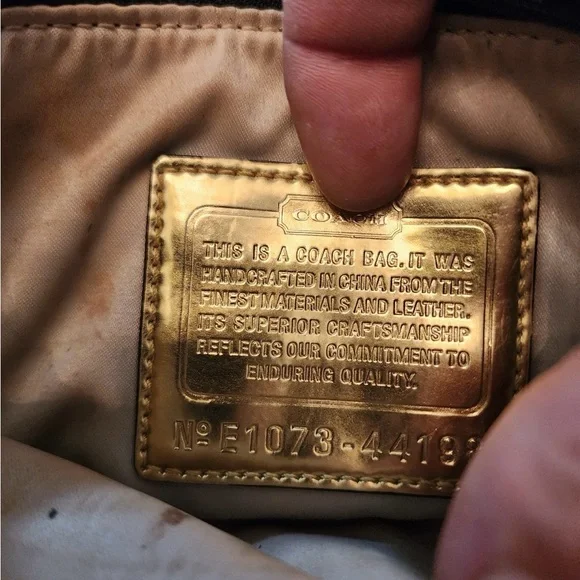 COACH
THIS IS A COACH BAG. IT WAS
HANDCRAFTED IN CHINA FROM THE
FINEST MATERIALS AND LEATHER.
ITS SUPERIOR CRAFTSMANSHIP
REFLECTS OUR COMMITMENT TO
ENDURING QUALITY.
Nº E1073-4419